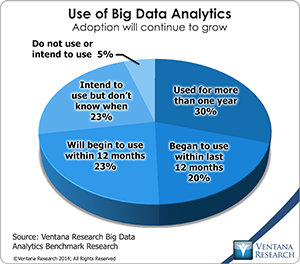 Use of Big Data Analytics
Adoption will continue to grow
Do not use or
intend to use 5%
Intend to
use but don't
know when
23%
Used for more
than one year
30%
Will begin to use
within 12 months
23%
Began to use
within last
12 months
20%
Source: Ventana Research Big Data
Analytics Benchmark Research
©Ventana Research 2014; All Rights Reserved
VENTANA
RESEARCH